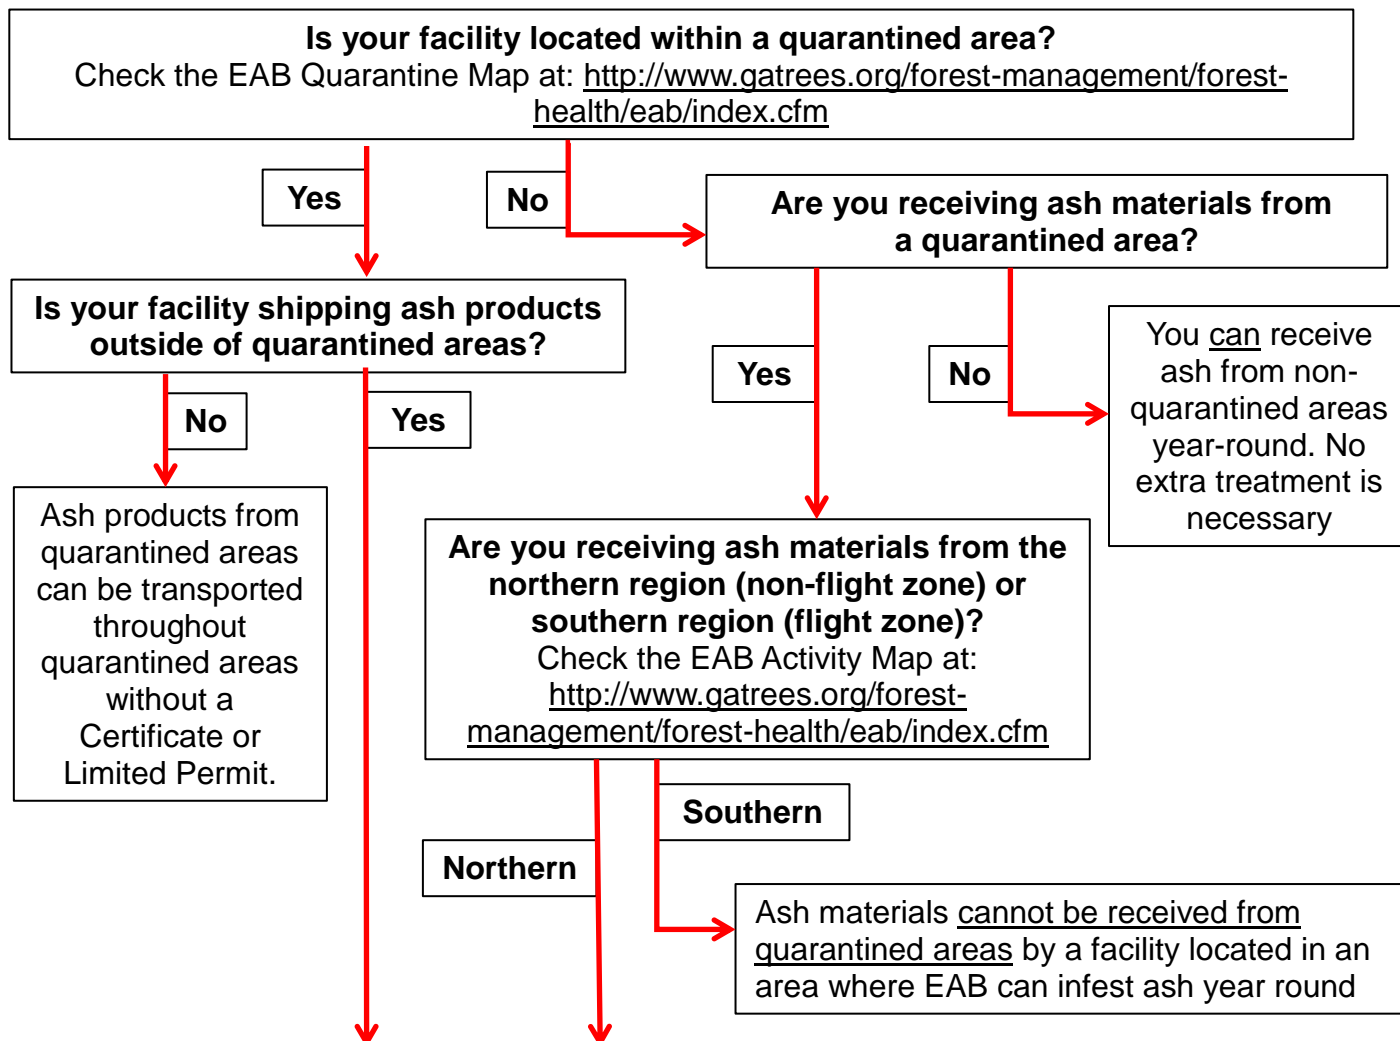 Is your facility located within a quarantined area?
Check the EAB Quarantine Map at: http://www.gatrees.org/forest-management/forest-
health/eab/index.cfm
Yes
No
Are you receiving ash materials from
a quarantined area?
Is your facility shipping ash products
outside of quarantined areas?
No
Yes
Yes
No
You can receive
ash from non-
quarantined areas
year-round. No
extra treatment is
necessary
Ash products from
quarantined areas
can be transported
throughout
quarantined areas
without a
Certificate or
Limited Permit.
Are you receiving ash materials from the
northern region (non-flight zone) or
southern region (flight zone)?
Check the EAB Activity Map at:
http://www.gatrees.org/forest-
management/forest-health/eab/index.cfm
Southern
Northern
Ash materials cannot be received from
quarantined areas by a facility located in an
area where EAB can infest ash year round